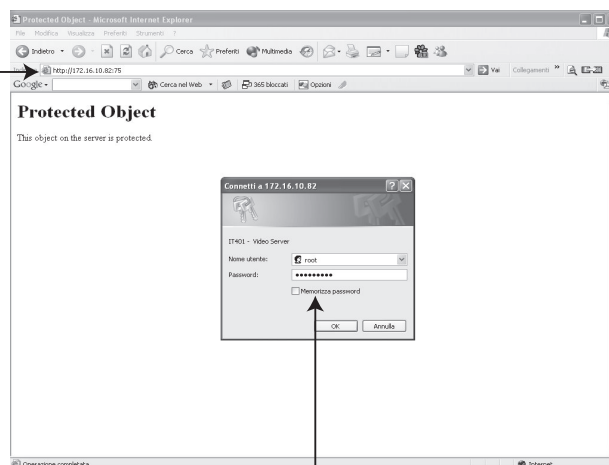 Protected Object - Microsoft Internet Explorer
File Modifica Visualizza Preferiti Strumenti ?
Indietro Cerca Preferiti Multimedia
http://172.16.10.82:75 Vai Collegamenti »
Google Cerca nel Web 365 bloccati Opzioni
Protected Object
This object on the server is protected.
Connetti a 172.16.10.82
IT401 - Video Server
Nome utente: root
Password: •••••••••
Memorizza password
OK Annulla
Operazione completata Internet